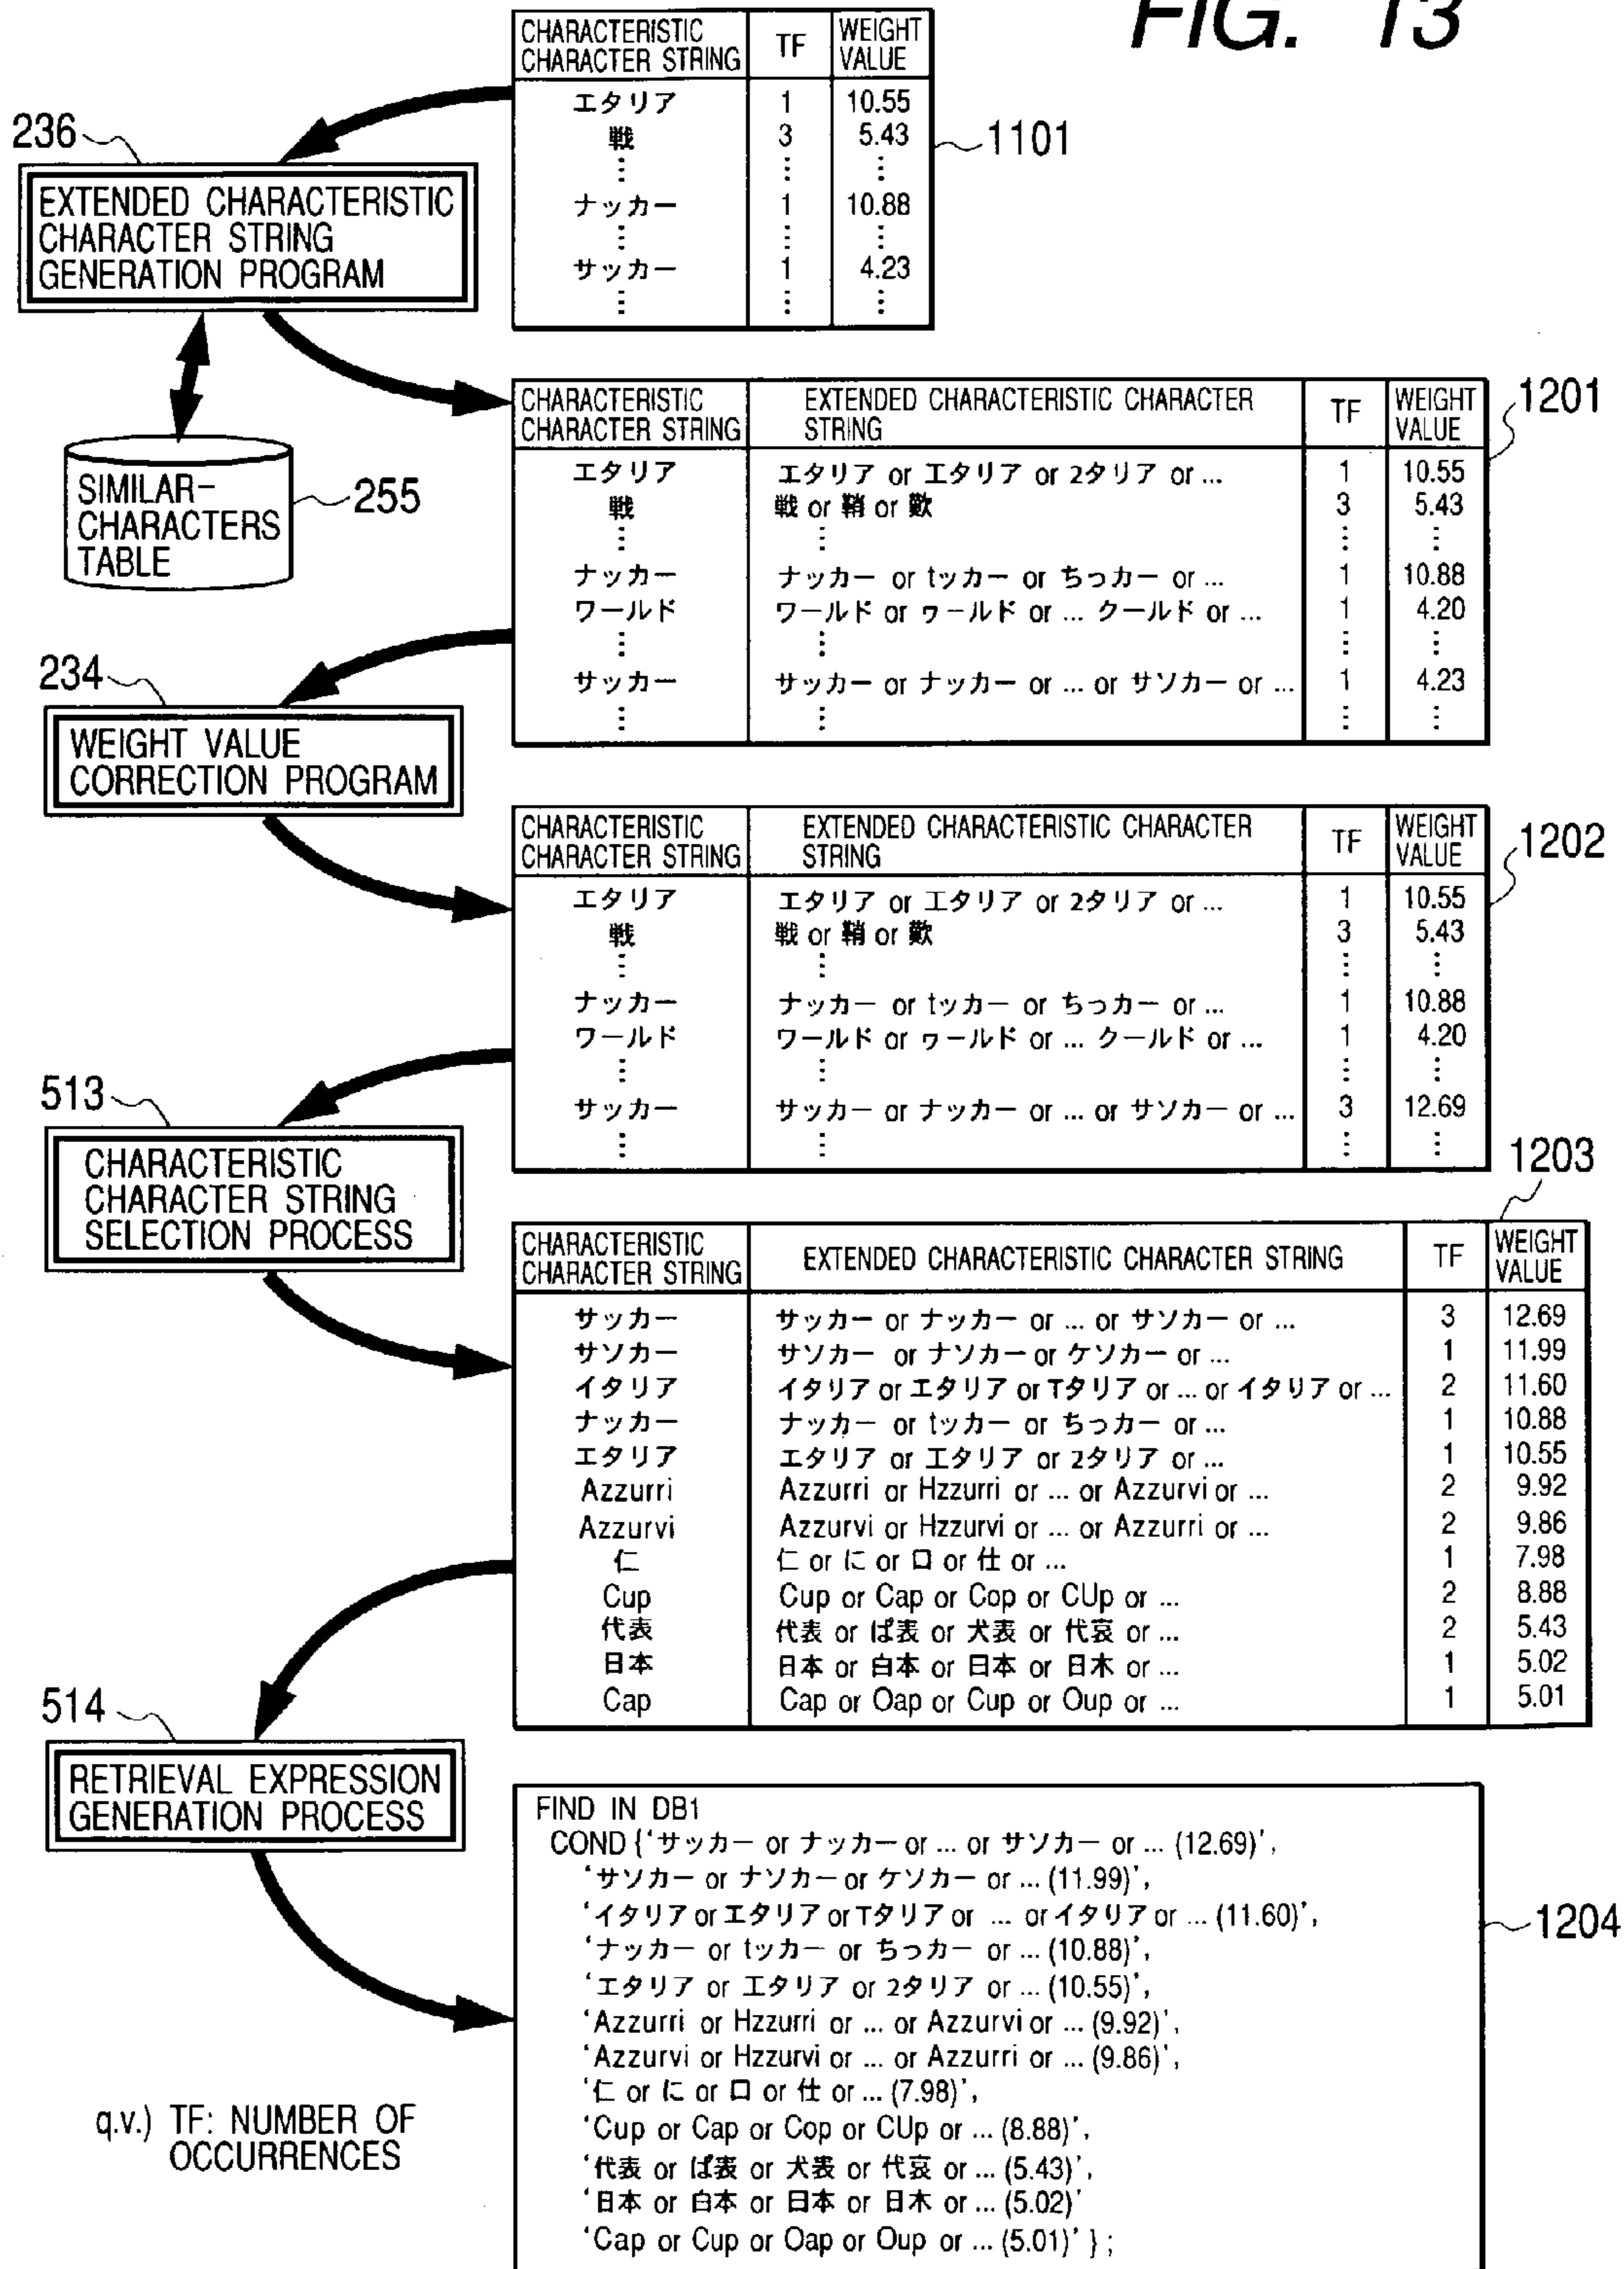 FIG. 13
CHARACTERISTIC CHARACTER STRING TF WEIGHT VALUE
エタリア 1 10.55
戦 3 5.43
⋮ ⋮ ⋮
ナッカー 1 10.88
⋮ ⋮ ⋮
サッカー 1 4.23
⋮ ⋮ ⋮
1101
236
EXTENDED CHARACTERISTIC
CHARACTER STRING
GENERATION PROGRAM
SIMILAR-
CHARACTERS
TABLE
255
CHARACTERISTIC CHARACTER STRING EXTENDED CHARACTERISTIC CHARACTER STRING TF WEIGHT VALUE
エタリア エタリア or エタリア or 2タリア or ... 1 10.55
戦 戦 or 鞘 or 歎 3 5.43
⋮ ⋮ ⋮ ⋮
ナッカー ナッカー or tッカー or ちっカー or ... 1 10.88
ワールド ワールド or ヮールド or ... クールド or ... 1 4.20
⋮ ⋮ ⋮ ⋮
サッカー サッカー or ナッカー or ... or サソカー or ... 1 4.23
⋮ ⋮ ⋮ ⋮
1201
234
WEIGHT VALUE
CORRECTION PROGRAM
CHARACTERISTIC CHARACTER STRING EXTENDED CHARACTERISTIC CHARACTER STRING TF WEIGHT VALUE
エタリア エタリア or エタリア or 2タリア or ... 1 10.55
戦 戦 or 鞘 or 歎 3 5.43
⋮ ⋮ ⋮ ⋮
ナッカー ナッカー or tッカー or ちっカー or ... 1 10.88
ワールド ワールド or ヮールド or ... クールド or ... 1 4.20
⋮ ⋮ ⋮ ⋮
サッカー サッカー or ナッカー or ... or サソカー or ... 3 12.69
⋮ ⋮ ⋮ ⋮
1202
513
CHARACTERISTIC
CHARACTER STRING
SELECTION PROCESS
1203
CHARACTERISTIC CHARACTER STRING EXTENDED CHARACTERISTIC CHARACTER STRING TF WEIGHT VALUE
サッカー サッカー or ナッカー or ... or サソカー or ... 3 12.69
サソカー サソカー or ナソカー or ケソカー or ... 1 11.99
イタリア イタリア or エタリア or Tタリア or ... or イタリア or ... 2 11.60
ナッカー ナッカー or tッカー or ちっカー or ... 1 10.88
エタリア エタリア or エタリア or 2タリア or ... 1 10.55
Azzurri Azzurri or Hzzurri or ... or Azzurvi or ... 2 9.92
Azzurvi Azzurvi or Hzzurvi or ... or Azzurri or ... 2 9.86
仁 仁 or に or ロ or 仕 or ... 1 7.98
Cup Cup or Cap or Cop or CUp or ... 2 8.88
代表 代表 or ぱ表 or 犬表 or 代哀 or ... 2 5.43
日本 日本 or 白本 or 曰本 or 日木 or ... 1 5.02
Cap Cap or Oap or Cup or Oup or ... 1 5.01
514
RETRIEVAL EXPRESSION
GENERATION PROCESS
FIND IN DB1
COND {‘サッカー or ナッカー or ... or サソカー or ... (12.69)’,
‘サソカー or ナソカー or ケソカー or ... (11.99)’,
‘イタリア or エタリア or Tタリア or ... or イタリア or ... (11.60)’,
‘ナッカー or tッカー or ちっカー or ... (10.88)’,
‘エタリア or エタリア or 2タリア or ... (10.55)’,
‘Azzurri or Hzzurri or ... or Azzurvi or ... (9.92)’,
‘Azzurvi or Hzzurvi or ... or Azzurri or ... (9.86)’,
‘仁 or に or ロ or 仕 or ... (7.98)’,
‘Cup or Cap or Cop or CUp or ... (8.88)’,
‘代表 or ぱ表 or 犬表 or 代哀 or ... (5.43)’,
‘日本 or 白本 or 曰本 or 日木 or ... (5.02)’
‘Cap or Cup or Oap or Oup or ... (5.01)’ } ;
1204
q.v.) TF: NUMBER OF
OCCURRENCES